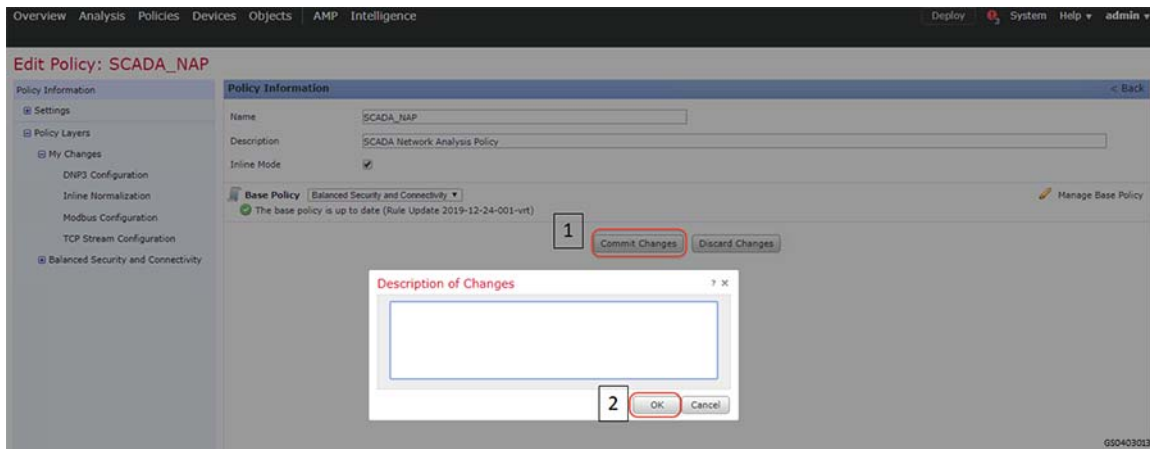 Overview Analysis Policies Devices Objects AMP Intelligence Deploy System Help admin
Edit Policy: SCADA_NAP
Policy Information
Settings
Policy Layers
My Changes
DNP3 Configuration
Inline Normalization
Modbus Configuration
TCP Stream Configuration
Balanced Security and Connectivity
Policy Information < Back
Name SCADA_NAP
Description SCADA Network Analysis Policy
Inline Mode
Base Policy Balanced Security and Connectivity Manage Base Policy
The base policy is up to date (Rule Update 2019-12-24-001-vrt)
1 Commit Changes Discard Changes
Description of Changes ? X
2 OK Cancel
GS0403013